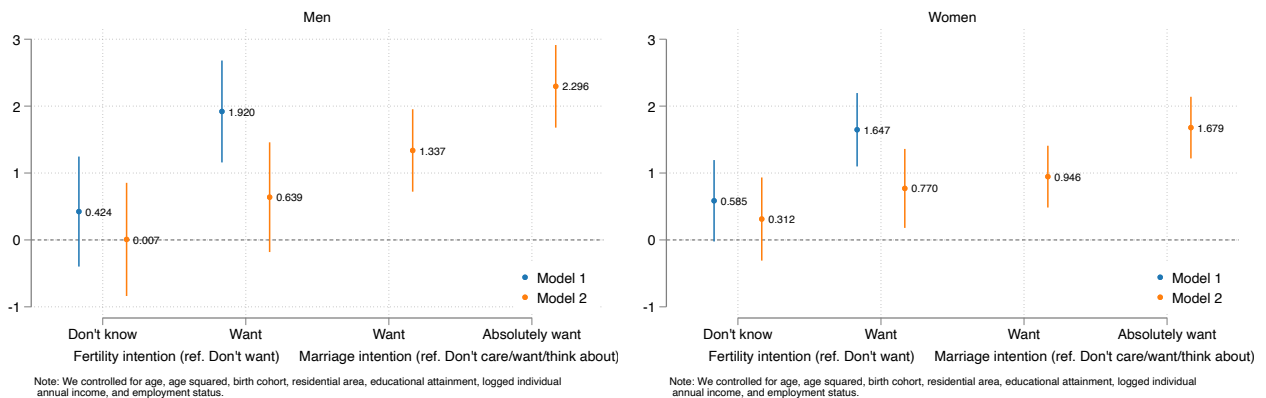 Men
3
2
1
0
-1
0.424
0.007
1.920
0.639
1.337
2.296
Model 1
Model 2
Don't know
Want
Want
Absolutely want
Fertility intention (ref. Don't want)
Marriage intention (ref. Don't care/want/think about)
Note: We controlled for age, age squared, birth cohort, residential area, educational attainment, logged individual
annual income, and employment status.
Women
3
2
1
0
-1
0.585
0.312
1.647
0.770
0.946
1.679
Model 1
Model 2
Don't know
Want
Want
Absolutely want
Fertility intention (ref. Don't want)
Marriage intention (ref. Don't care/want/think about)
Note: We controlled for age, age squared, birth cohort, residential area, educational attainment, logged individual
annual income, and employment status.